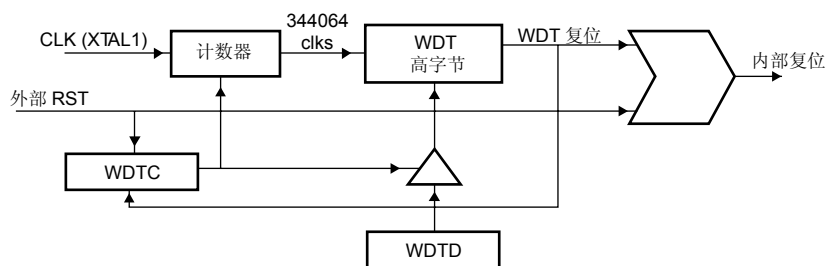 344064
clks
CLK (XTAL1)
计数器
WDT
高字节
WDT 复位
内部复位
外部 RST
WDTC
WDTD